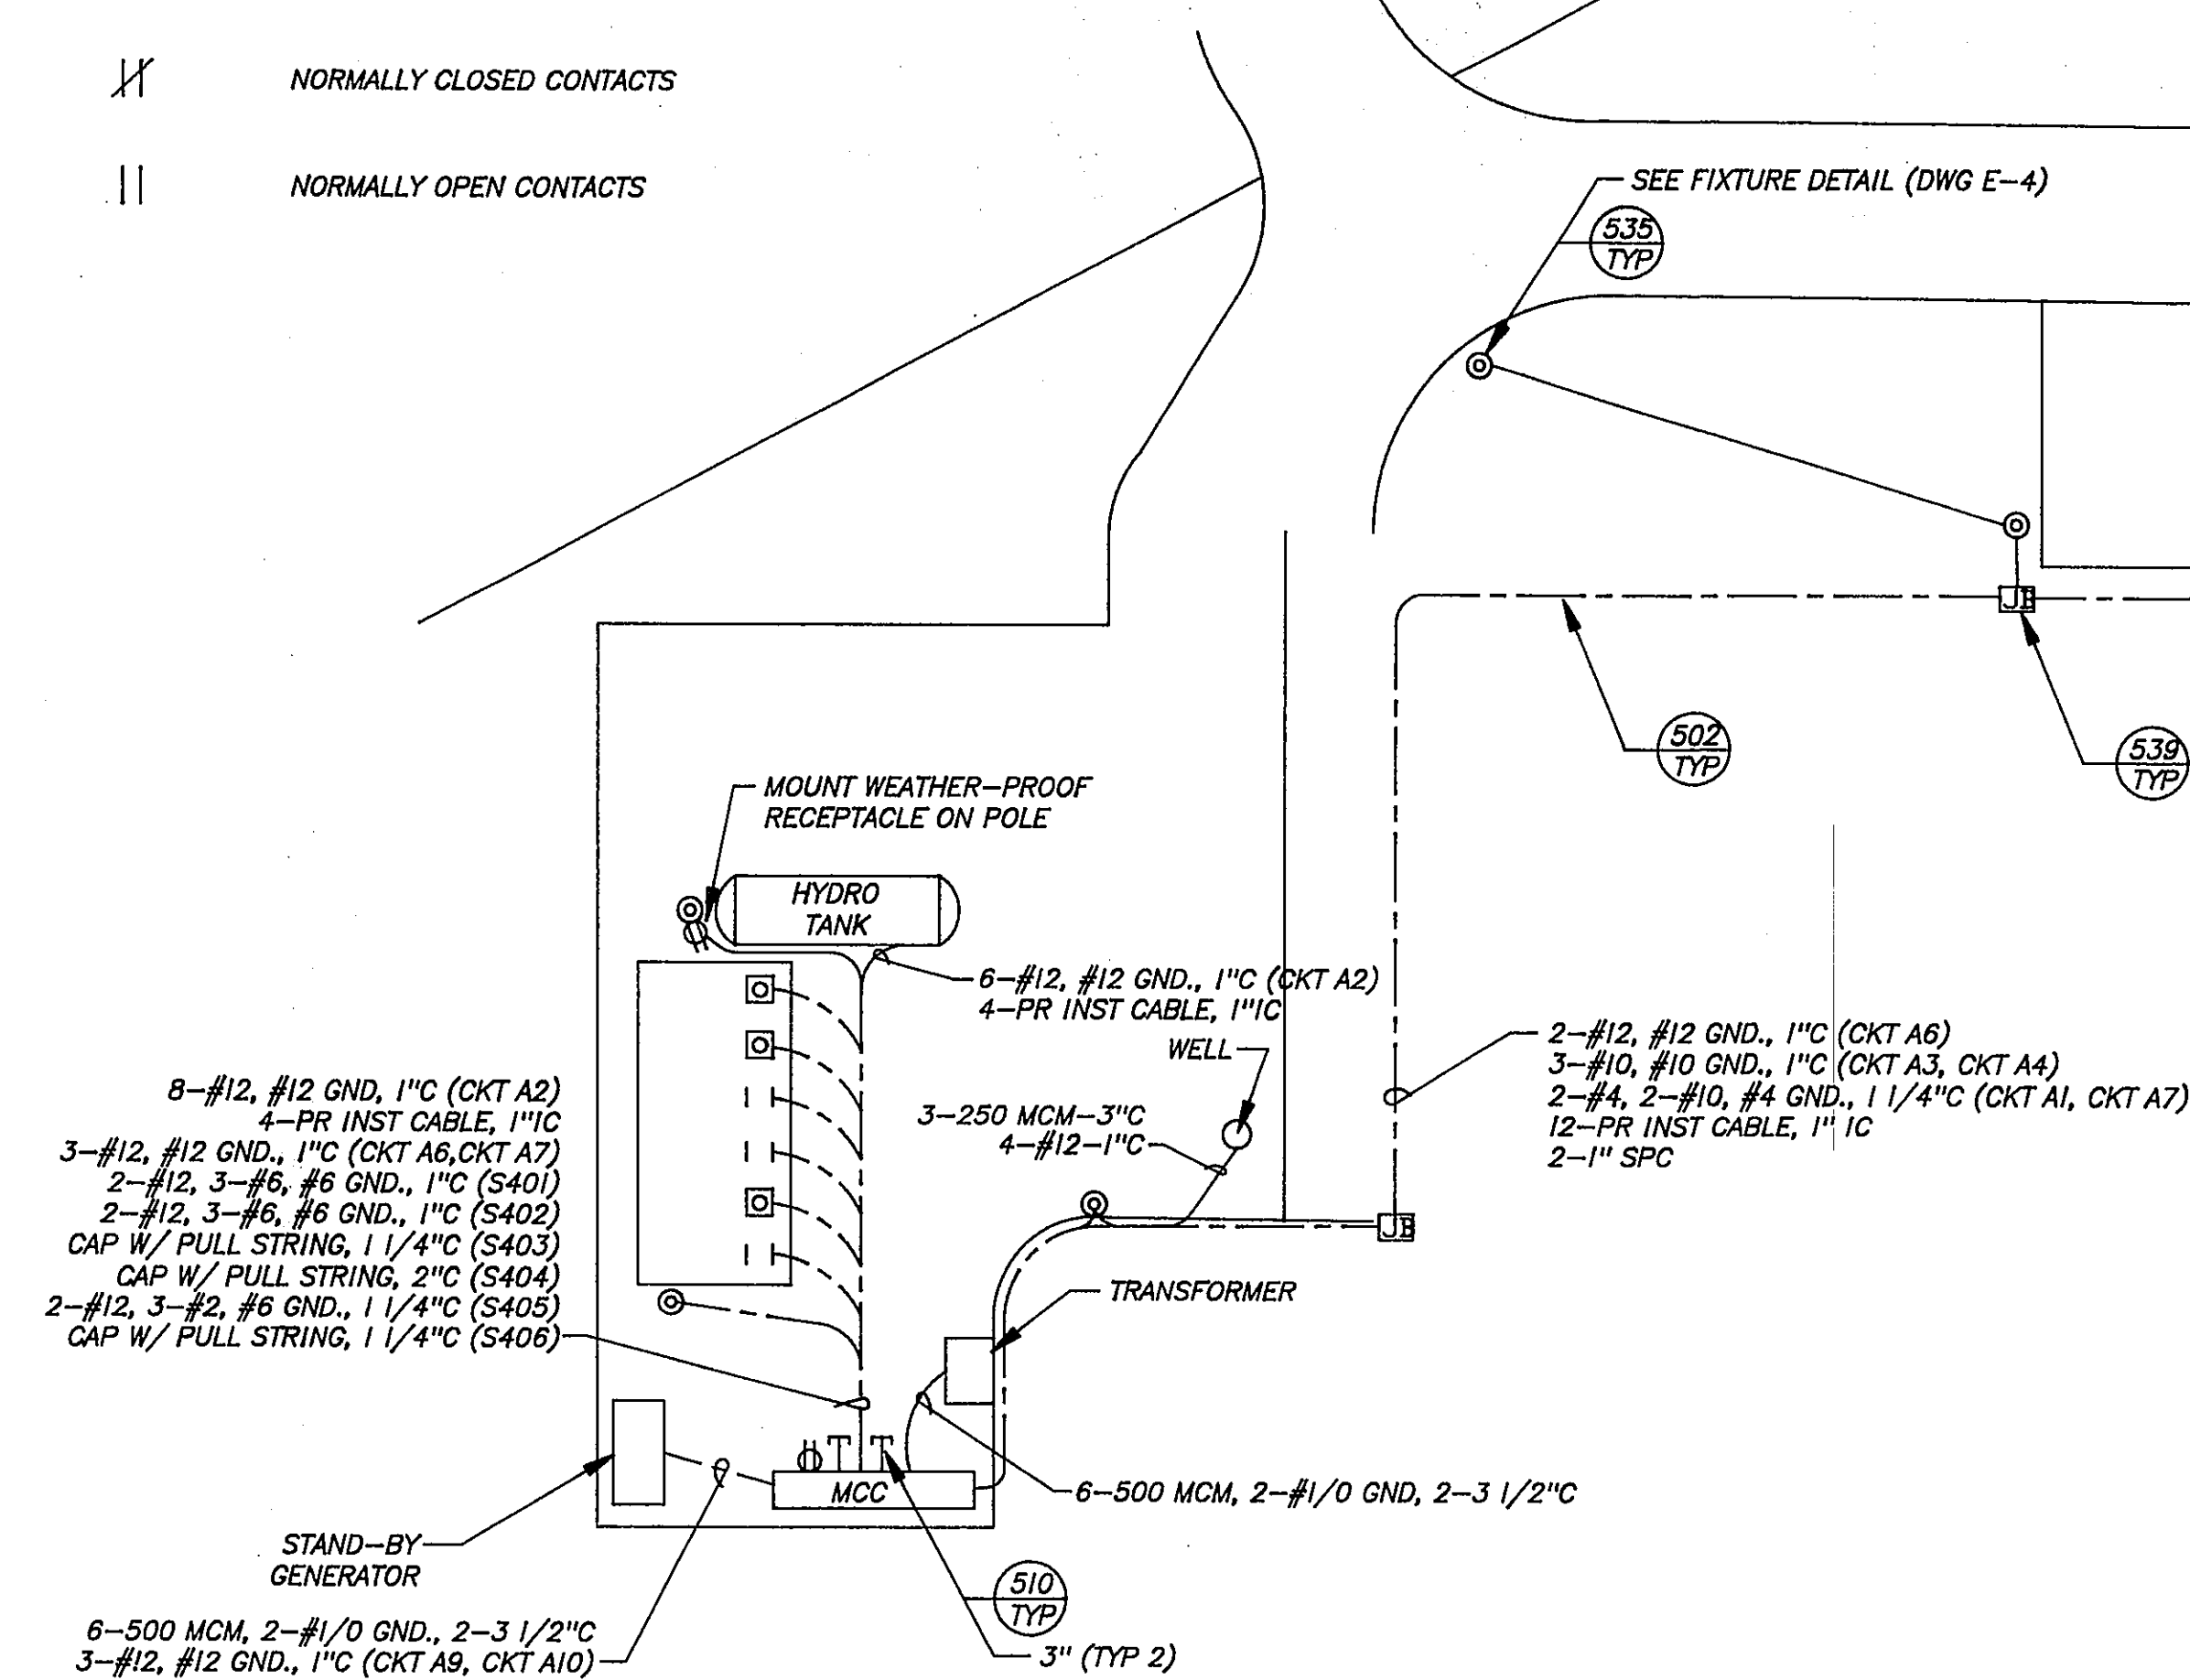 NORMALLY CLOSED CONTACTS
NORMALLY OPEN CONTACTS
SEE FIXTURE DETAIL (DWG E-4)
535
TYP
JB
502
TYP
539
TYP
MOUNT WEATHER-PROOF
RECEPTACLE ON POLE
HYDRO
TANK
6-#12, #12 GND., 1"C (CKT A2)
4-PR INST CABLE, 1"IC
WELL
2-#12, #12 GND., 1"C (CKT A6)
3-#10, #10 GND., 1"C (CKT A3, CKT A4)
2-#4, 2-#10, #4 GND., 1 1/4"C (CKT A1, CKT A7)
12-PR INST CABLE, 1" IC
2-1" SPC
8-#12, #12 GND, 1"C (CKT A2)
4-PR INST CABLE, 1"IC
3-#12, #12 GND., 1"C (CKT A6,CKT A7)
2-#12, 3-#6, #6 GND., 1"C (S401)
2-#12, 3-#6, #6 GND., 1"C (S402)
CAP W/ PULL STRING, 1 1/4"C (S403)
CAP W/ PULL STRING, 2"C (S404)
2-#12, 3-#2, #6 GND., 1 1/4"C (S405)
CAP W/ PULL STRING, 1 1/4"C (S406)
3-250 MCM-3"C
4-#12-1"C
JB
TRANSFORMER
MCC
6-500 MCM, 2-#1/0 GND, 2-3 1/2"C
STAND-BY
GENERATOR
510
TYP
3" (TYP 2)
6-500 MCM, 2-#1/0 GND., 2-3 1/2"C
3-#12, #12 GND., 1"C (CKT A9, CKT A10)